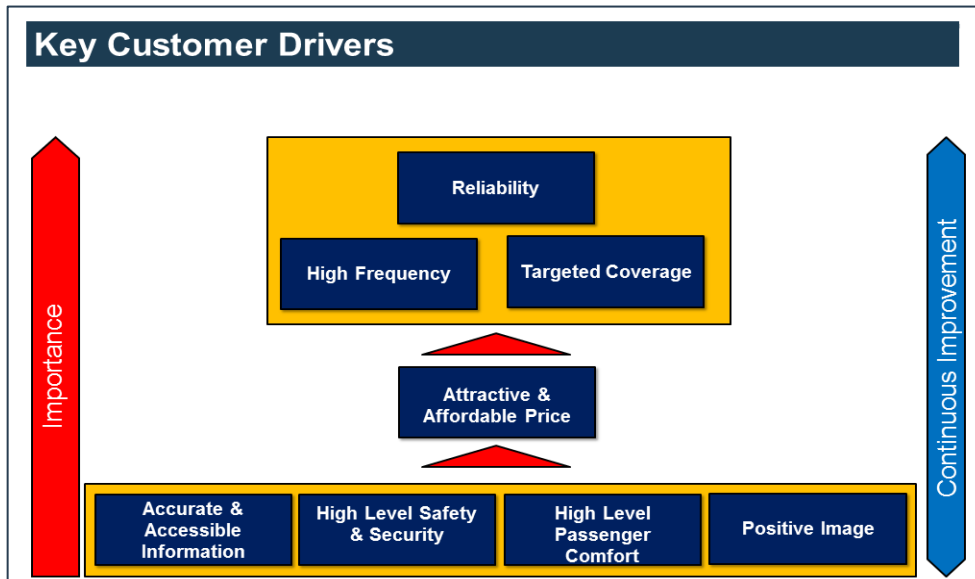 Key Customer Drivers
Importance
Continuous Improvement
Reliability
High Frequency
Targeted Coverage
Attractive &
Affordable Price
Accurate &
Accessible
Information
High Level Safety
& Security
High Level
Passenger
Comfort
Positive Image